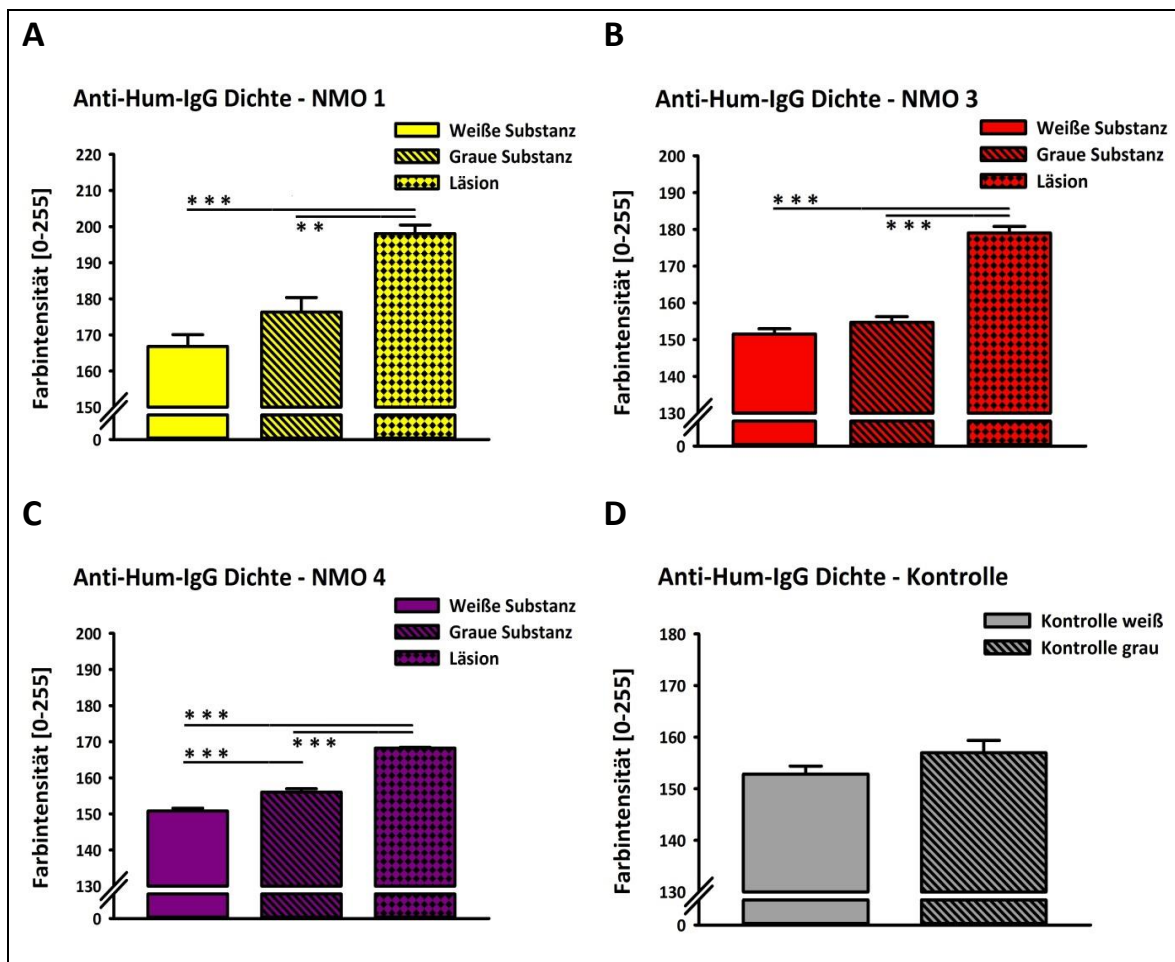 A
Anti-Hum-IgG Dichte - NMO 1
Weiße Substanz
Graue Substanz
Läsion
Farbintensität [0-255]
220
210
200
190
180
170
160
150
0
***
**
B
Anti-Hum-IgG Dichte - NMO 3
Weiße Substanz
Graue Substanz
Läsion
Farbintensität [0-255]
200
190
180
170
160
150
140
130
0
***
***
C
Anti-Hum-IgG Dichte - NMO 4
Weiße Substanz
Graue Substanz
Läsion
Farbintensität [0-255]
200
190
180
170
160
150
140
130
0
***
***
***
D
Anti-Hum-IgG Dichte - Kontrolle
Kontrolle weiß
Kontrolle grau
Farbintensität [0-255]
180
170
160
150
140
130
0